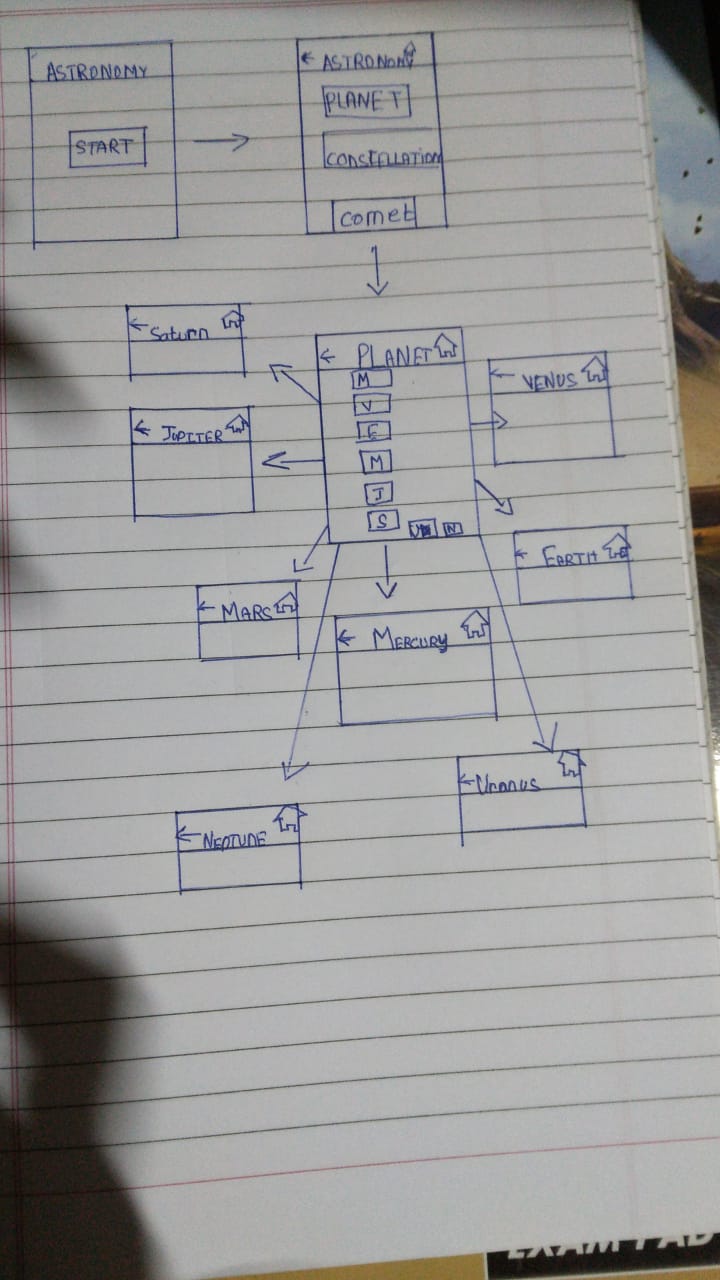 ASTRONOMY
START
ASTRONOMY
PLANET
CONSTELLATION
comet
Saturn
PLANET
M
V
E
M
J
S
N
VENUS
JUPITER
EARTH
MARS
MERCURY
Uranus
NEPTUNE
EXAM PAD